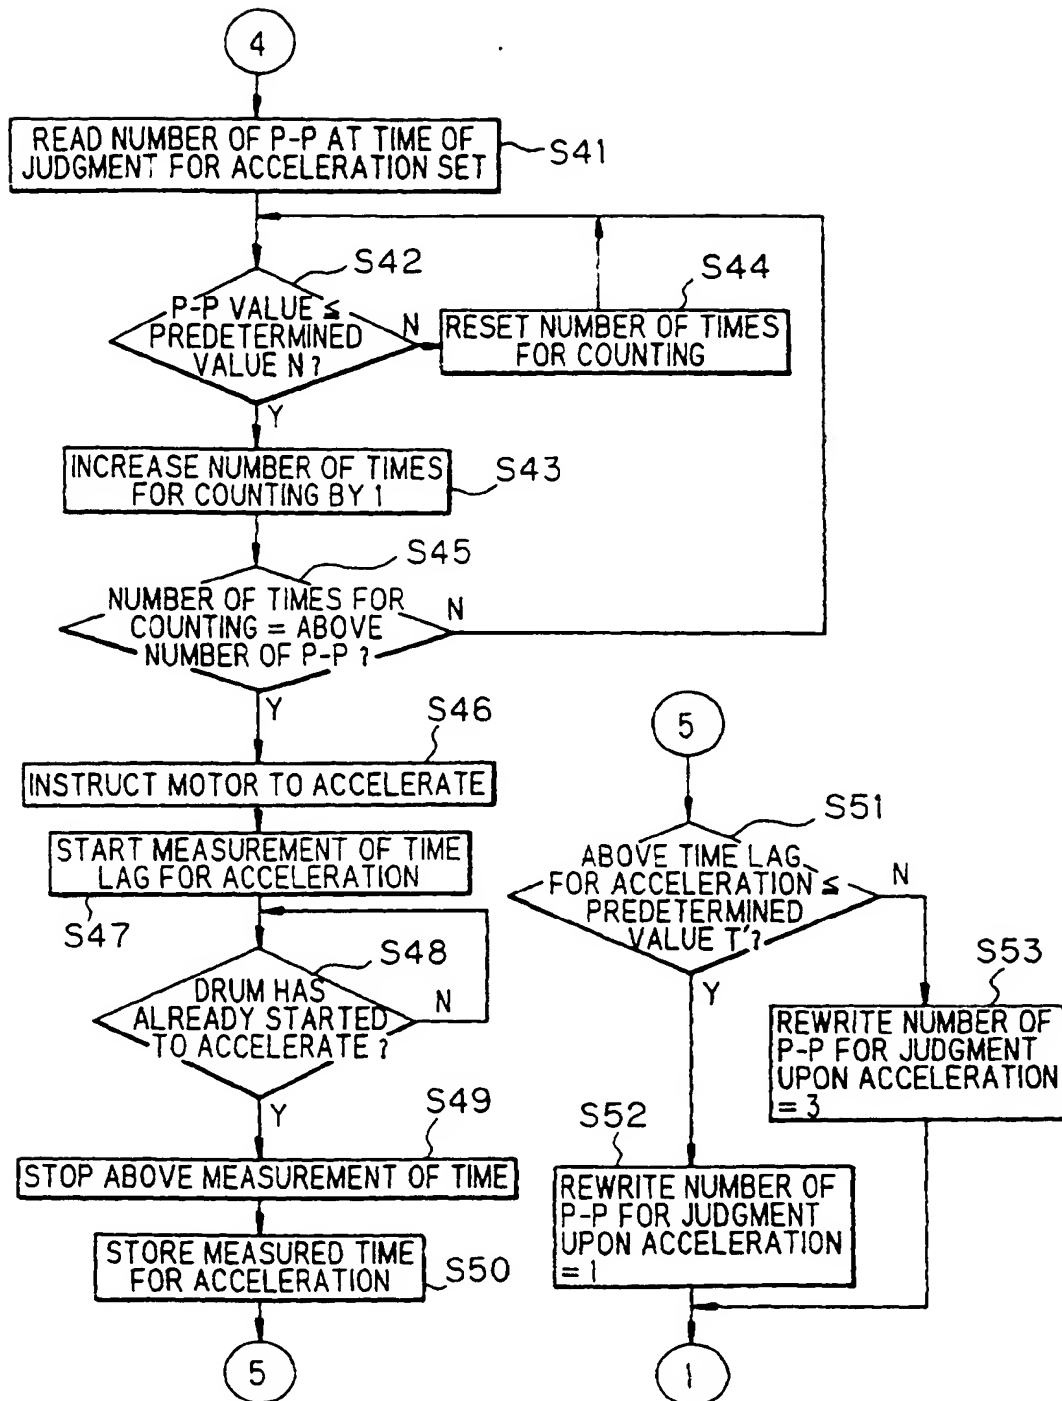 4
READ NUMBER OF P-P AT TIME OF
JUDGMENT FOR ACCELERATION SET
S41
S42
P-P VALUE ≦
PREDETERMINED
VALUE N?
N
Y
S44
RESET NUMBER OF TIMES
FOR COUNTING
INCREASE NUMBER OF TIMES
FOR COUNTING BY 1
S43
S45
NUMBER OF TIMES FOR
COUNTING = ABOVE
NUMBER OF P-P ?
N
Y
S46
INSTRUCT MOTOR TO ACCELERATE
START MEASUREMENT OF TIME
LAG FOR ACCELERATION
S47
S48
DRUM HAS
ALREADY STARTED
TO ACCELERATE ?
N
Y
S49
STOP ABOVE MEASUREMENT OF TIME
STORE MEASURED TIME
FOR ACCELERATION
S50
5
5
S51
ABOVE TIME LAG
FOR ACCELERATION ≦
PREDETERMINED
VALUE T'?
N
Y
S53
REWRITE NUMBER OF
P-P FOR JUDGMENT
UPON ACCELERATION
= 3
S52
REWRITE NUMBER OF
P-P FOR JUDGMENT
UPON ACCELERATION
= 1
1